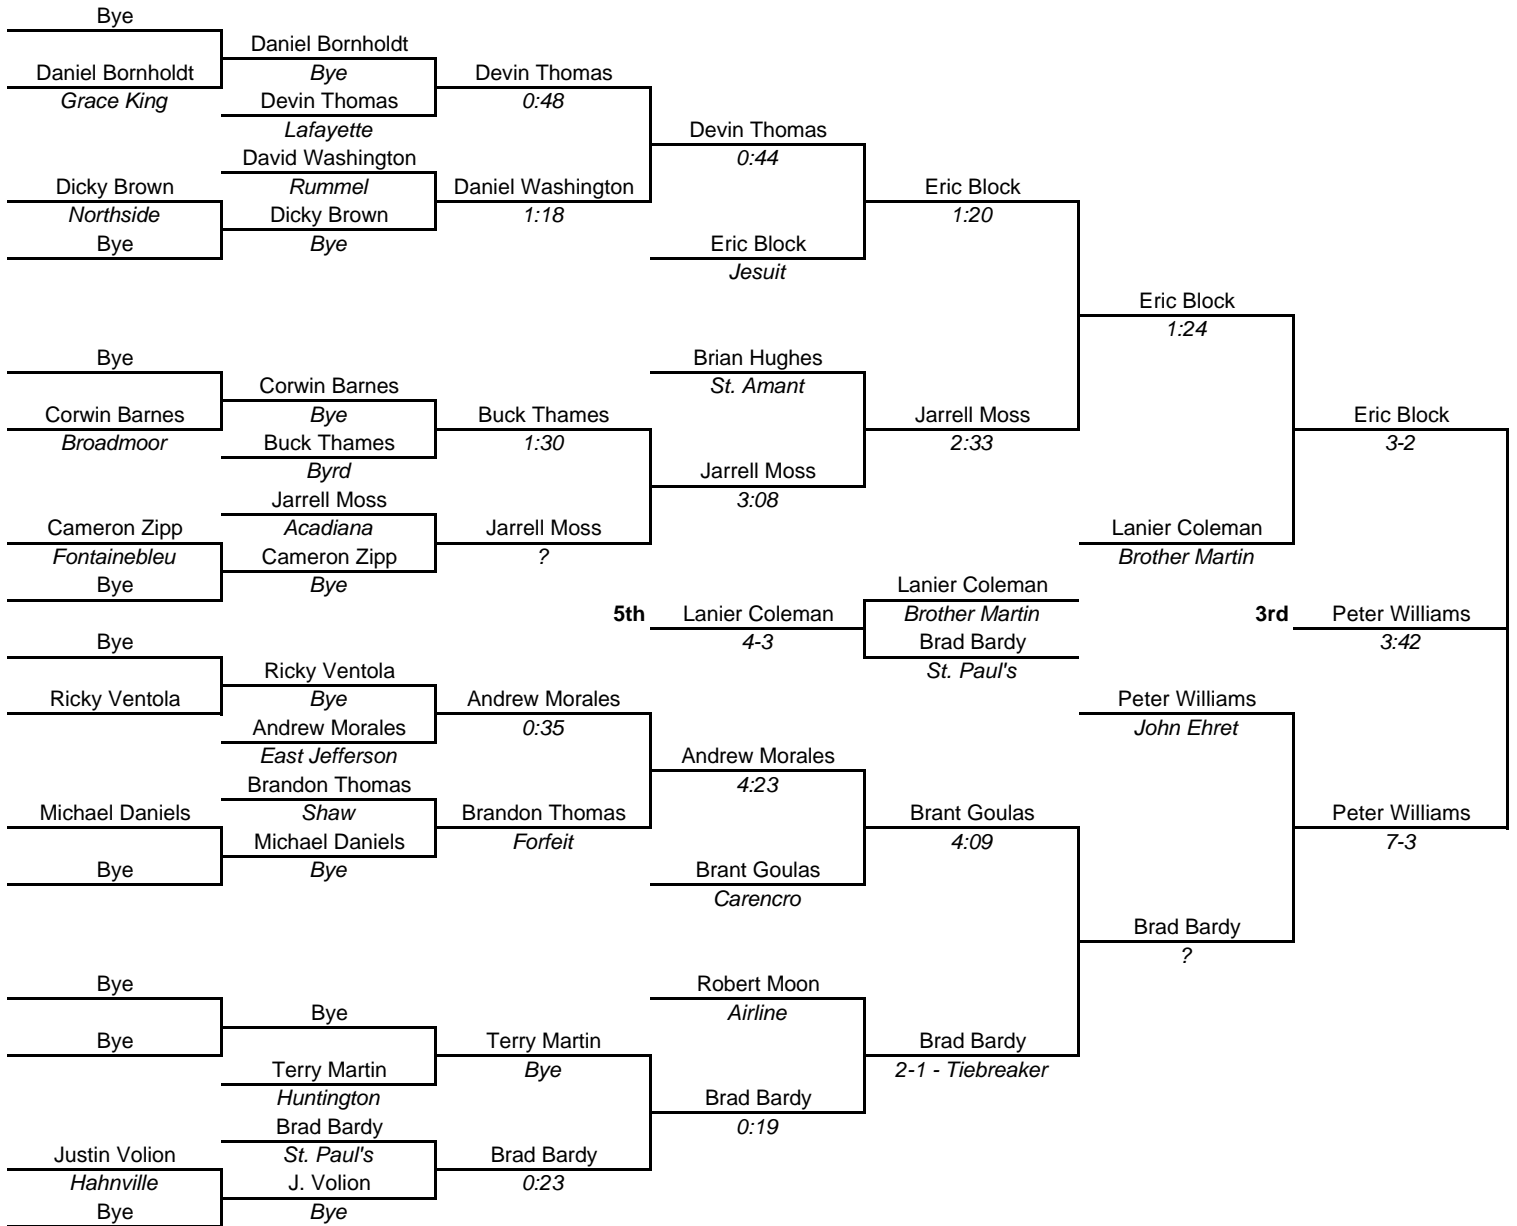 Bye
Daniel Bornholdt
Daniel Bornholdt
Bye
Devin Thomas
Grace King
Devin Thomas
0:48
Lafayette
Devin Thomas
David Washington
0:44
Dicky Brown
Rummel
Daniel Washington
Eric Block
Northside
Dicky Brown
1:18
1:20
Bye
Bye
Eric Block
Jesuit
Eric Block
1:24
Bye
Brian Hughes
Corwin Barnes
St. Amant
Corwin Barnes
Bye
Buck Thames
Jarrell Moss
Eric Block
Broadmoor
Buck Thames
1:30
2:33
3-2
Byrd
Jarrell Moss
Jarrell Moss
3:08
Cameron Zipp
Acadiana
Jarrell Moss
Lanier Coleman
Fontainebleu
Cameron Zipp
?
Brother Martin
Bye
Bye
Lanier Coleman
5th
Lanier Coleman
Brother Martin
3rd
Peter Williams
Bye
4-3
Brad Bardy
3:42
Ricky Ventola
St. Paul's
Ricky Ventola
Bye
Andrew Morales
Peter Williams
Andrew Morales
0:35
John Ehret
East Jefferson
Andrew Morales
Brandon Thomas
4:23
Michael Daniels
Shaw
Brandon Thomas
Brant Goulas
Peter Williams
Michael Daniels
Forfeit
4:09
7-3
Bye
Bye
Brant Goulas
Carencro
Brad Bardy
?
Bye
Robert Moon
Bye
Airline
Bye
Terry Martin
Brad Bardy
Terry Martin
Bye
2-1 - Tiebreaker
Huntington
Brad Bardy
Brad Bardy
0:19
Justin Volion
St. Paul's
Brad Bardy
Hahnville
J. Volion
0:23
Bye
Bye